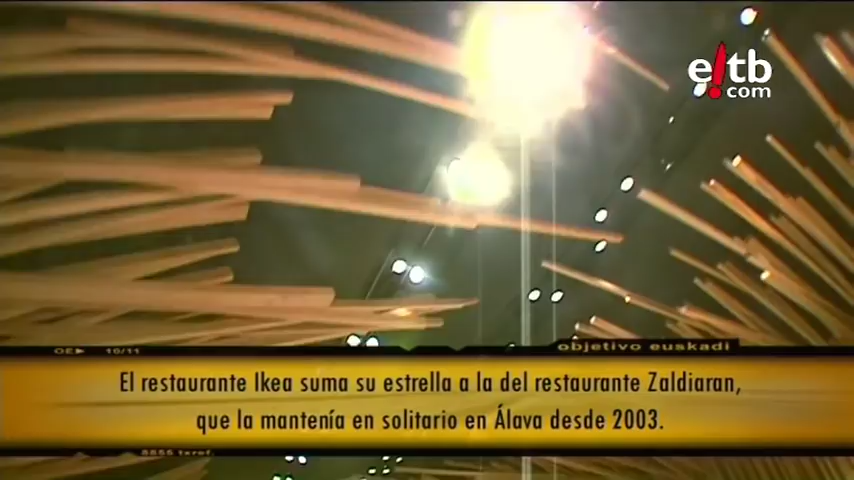 eitb
.com
OE▶ 10/11
objetivo euskadi
El restaurante Ikea suma su estrella a la del restaurante Zaldiaran,
que la mantenía en solitario en Álava desde 2003.